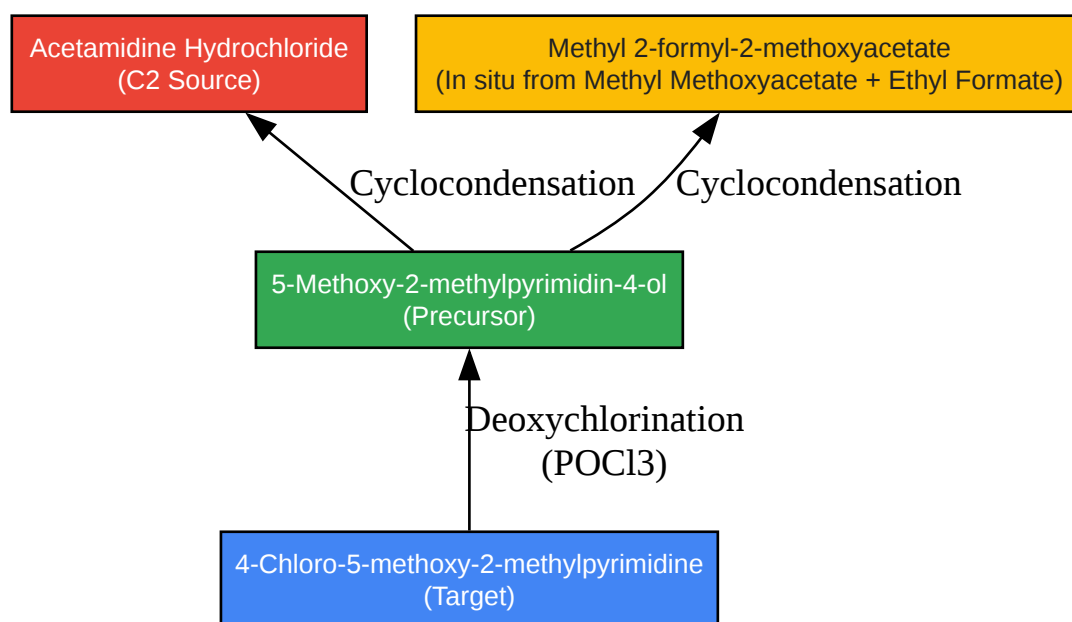 Acetamidine Hydrochloride
(C2 Source)
Methyl 2-formyl-2-methoxyacetate
(In situ from Methyl Methoxyacetate + Ethyl Formate)
Cyclocondensation
Cyclocondensation
5-Methoxy-2-methylpyrimidin-4-ol
(Precursor)
Deoxychlorination
(POCl3)
4-Chloro-5-methoxy-2-methylpyrimidine
(Target)